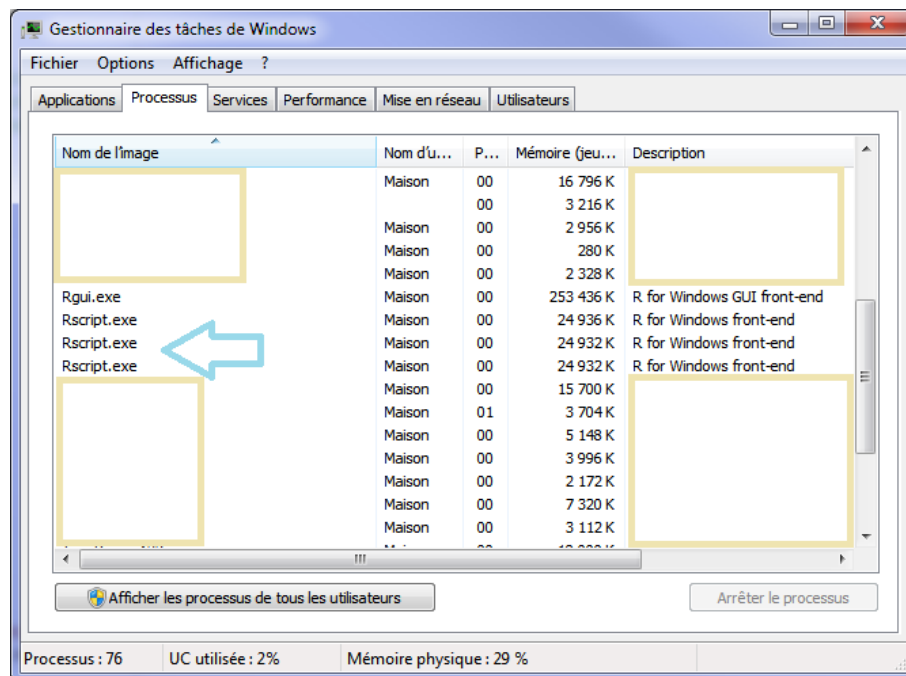 Gestionnaire des tâches de Windows
Fichier Options Affichage ?
Applications Processus Services Performance Mise en réseau Utilisateurs
Nom de l'image Nom d'u... P... Mémoire (jeu... Description
Maison 00 16 796 K
00 3 216 K
Maison 00 2 956 K
Maison 00 280 K
Maison 00 2 328 K
Rgui.exe Maison 00 253 436 K R for Windows GUI front-end
Rscript.exe Maison 00 24 936 K R for Windows front-end
Rscript.exe Maison 00 24 932 K R for Windows front-end
Rscript.exe Maison 00 24 932 K R for Windows front-end
Maison 00 15 700 K
Maison 01 3 704 K
Maison 00 5 148 K
Maison 00 3 996 K
Maison 00 2 172 K
Maison 00 7 320 K
Maison 00 3 112 K
Afficher les processus de tous les utilisateurs Arrêter le processus
Processus : 76 UC utilisée : 2% Mémoire physique : 29 %